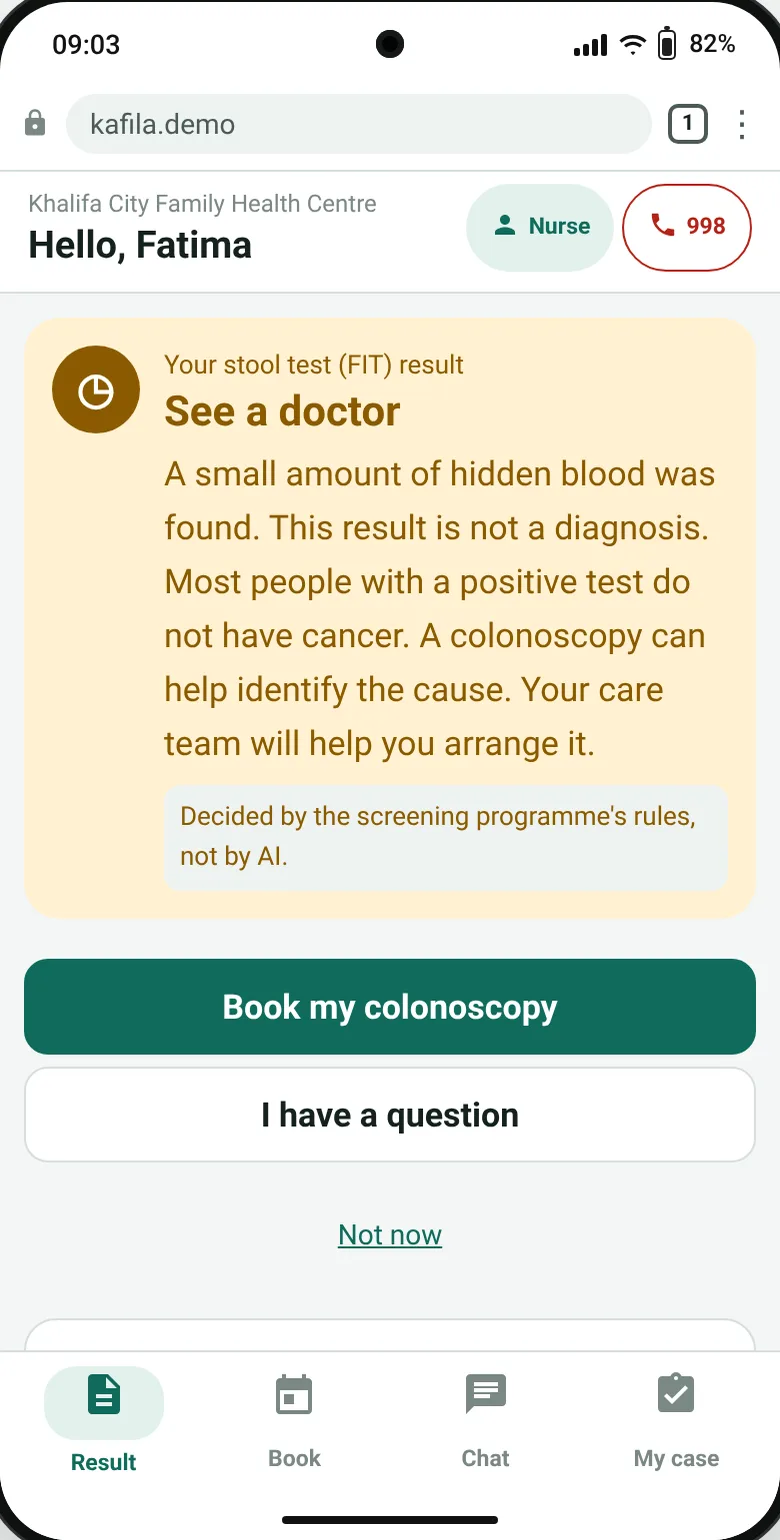 09:03
82%
kafila.demo
1
Khalifa City Family Health Centre
Hello, Fatima
Nurse
998
Your stool test (FIT) result
See a doctor
A small amount of hidden blood was
found. This result is not a diagnosis.
Most people with a positive test do
not have cancer. A colonoscopy can
help identify the cause. Your care
team will help you arrange it.
Decided by the screening programme's rules,
not by AI.
Book my colonoscopy
I have a question
Not now
Result
Book
Chat
My case